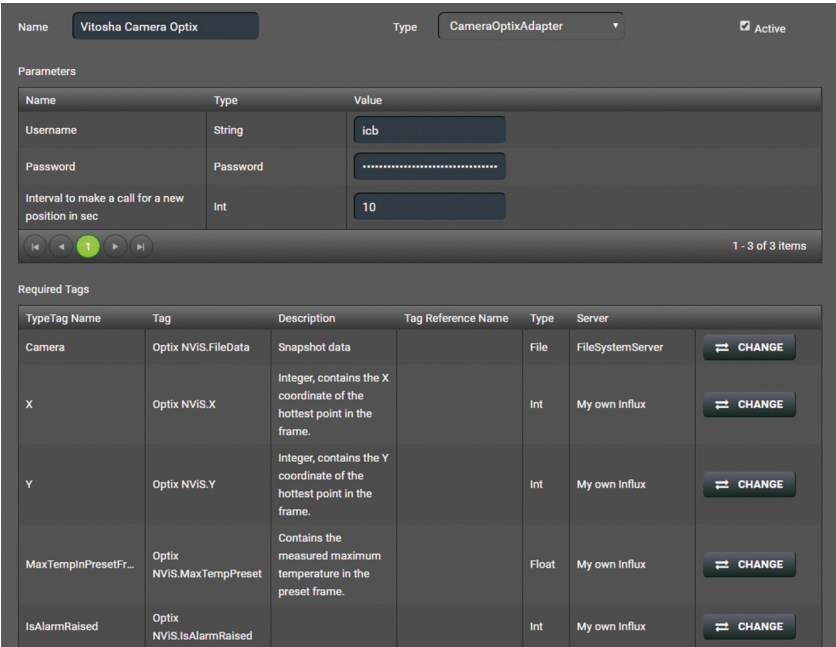 Name Vitosha Camera Optix Type CameraOptixAdapter Active
Parameters
Name Type Value
Username String icb
Password Password ································
Interval to make a call for a new
position in sec
Int 10
1 1 - 3 of 3 items
Required Tags
TypeTag Name Tag Description Tag Reference Name Type Server
Camera Optix NViS.FileData Snapshot data File FileSystemServer CHANGE
Integer, contains the X
coordinate of the
hottest point in the
frame.
X Optix NViS.X Int My own Influx CHANGE
Integer, contains the Y
coordinate of the
hottest point in the
frame.
Y Optix NViS.Y Int My own Influx CHANGE
Contains the
measured maximum
temperature in the
preset frame.
MaxTempInPresetFr... Optix
NViS.MaxTempPreset Float My own Influx CHANGE
IsAlarmRaised Optix
NViS.IsAlarmRaised Int My own Influx CHANGE